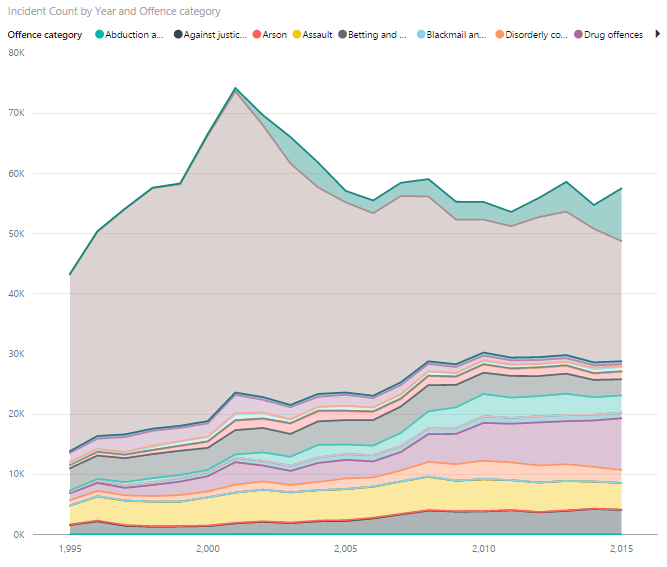 Incident Count by Year and Offence category
Offence category Abduction a... Against justic... Arson Assault Betting and ... Blackmail an... Disorderly co... Drug offences
80K
70K
60K
50K
40K
30K
20K
10K
0K
1,995 2,000 2,005 2,010 2,015